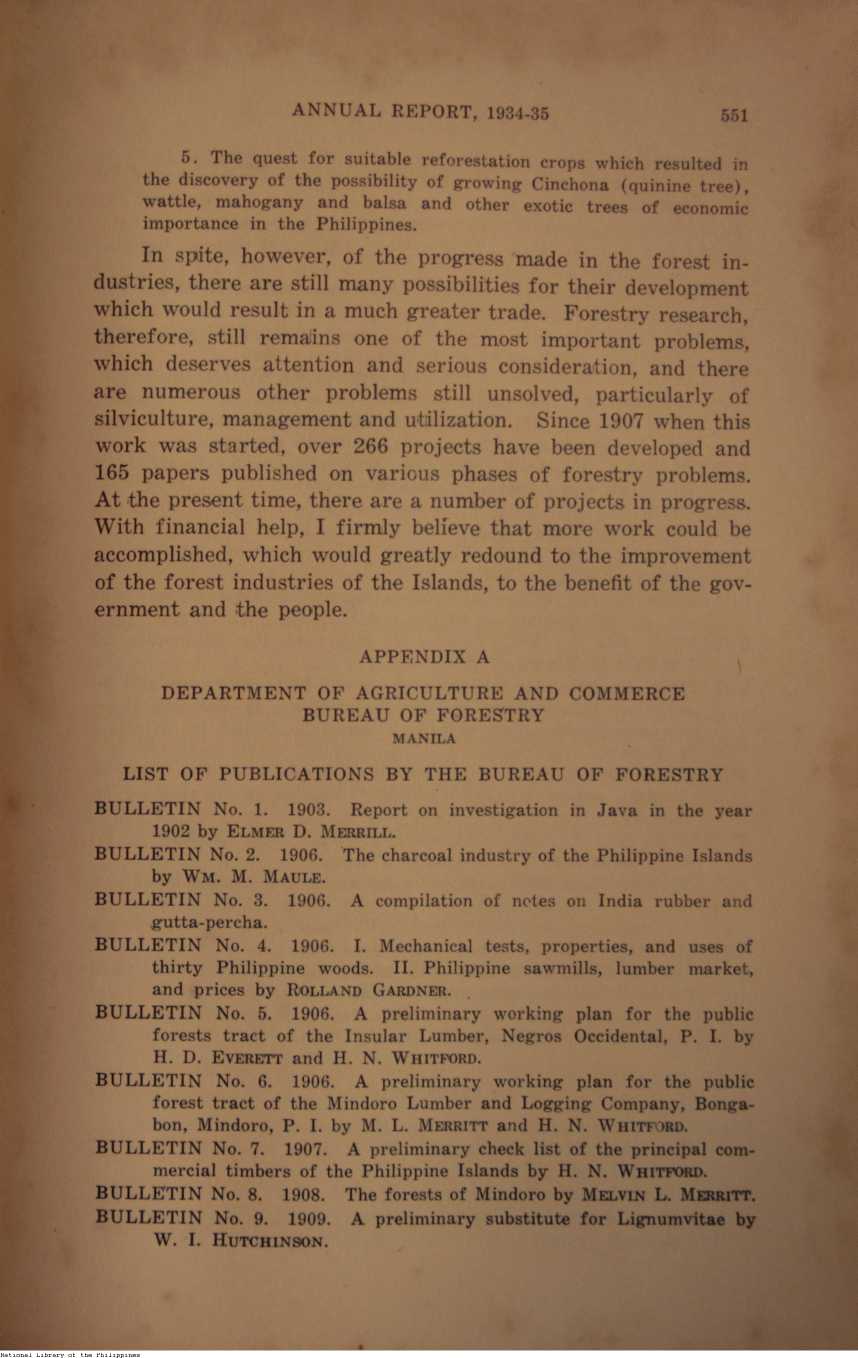 ANNUAL REPORT, 1934-35 551
5. The quest for suitable reforestation crops which resulted in
the discovery of the possibility of growing Cinchona (quinine tree),
wattle, mahogany and balsa and other exotic trees of economic
importance in the Philippines.
In spite, however, of the progress made in the forest in-
dustries, there are still many possibilities for their development
which would result in a much greater trade. Forestry research,
therefore, still remains one of the most important problems,
which deserves attention and serious consideration, and there
are numerous other problems still unsolved, particularly of
silviculture, management and utilization. Since 1907 when this
work was started, over 266 projects have been developed and
165 papers published on various phases of forestry problems.
At the present time, there are a number of projects in progress.
With financial help, I firmly believe that more work could be
accomplished, which would greatly redound to the improvement
of the forest industries of the Islands, to the benefit of the gov-
ernment and the people.
APPENDIX A
DEPARTMENT OF AGRICULTURE AND COMMERCE
BUREAU OF FORESTRY
MANILA
LIST OF PUBLICATIONS BY THE BUREAU OF FORESTRY
BULLETIN No. 1. 1903. Report on investigation in Java in the year
1902 by ELMER D. MERRILL.
BULLETIN No. 2. 1906. The charcoal industry of the Philippine Islands
by WM. M. MAULE.
BULLETIN No. 3. 1906. A compilation of notes on India rubber and
gutta-percha.
BULLETIN No. 4. 1906. I. Mechanical tests, properties, and uses of
thirty Philippine woods. II. Philippine sawmills, lumber market,
and prices by ROLLAND GARDNER.
BULLETIN No. 5. 1906. A preliminary working plan for the public
forests tract of the Insular Lumber, Negros Occidental, P. I. by
H. D. EVERETT and H. N. WHITFORD.
BULLETIN No. 6. 1906. A preliminary working plan for the public
forest tract of the Mindoro Lumber and Logging Company, Bonga-
bon, Mindoro, P. I. by M. L. MERRITT and H. N. WHITFORD.
BULLETIN No. 7. 1907. A preliminary check list of the principal com-
mercial timbers of the Philippine Islands by H. N. WHITFORD.
BULLETIN No. 8. 1908. The forests of Mindoro by MELVIN L. MERRITT.
BULLETIN No. 9. 1909. A preliminary substitute for Lignumvitae by
W. I. HUTCHINSON.
National Library of the Philippines